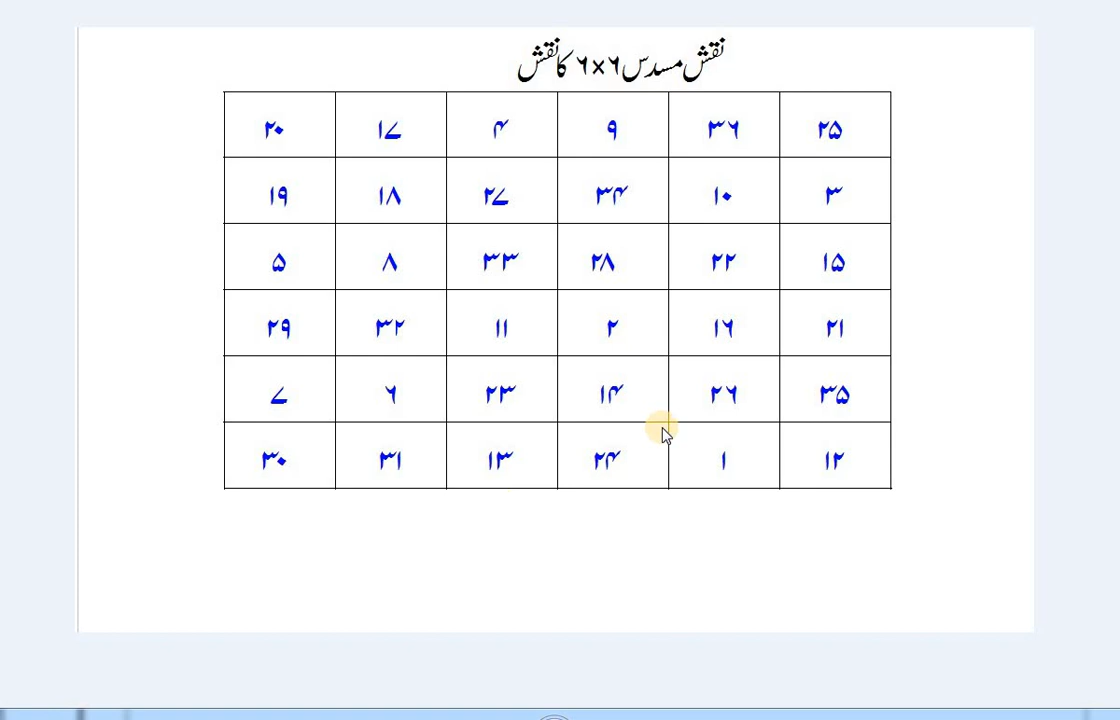 نقش مسدس ۶×۶ کا نقش
۲۵ ۳۶ ۹ ۴ ۱۷ ۲۰
۳ ۱۰ ۳۴ ۲۷ ۱۸ ۱۹
۱۵ ۲۲ ۲۸ ۳۳ ۸ ۵
۲۱ ۱۶ ۲ ۱۱ ۳۲ ۲۹
۳۵ ۲۶ ۱۴ ۲۳ ۶ ۷
۱۲ ۱ ۲۴ ۱۳ ۳۱ ۳۰